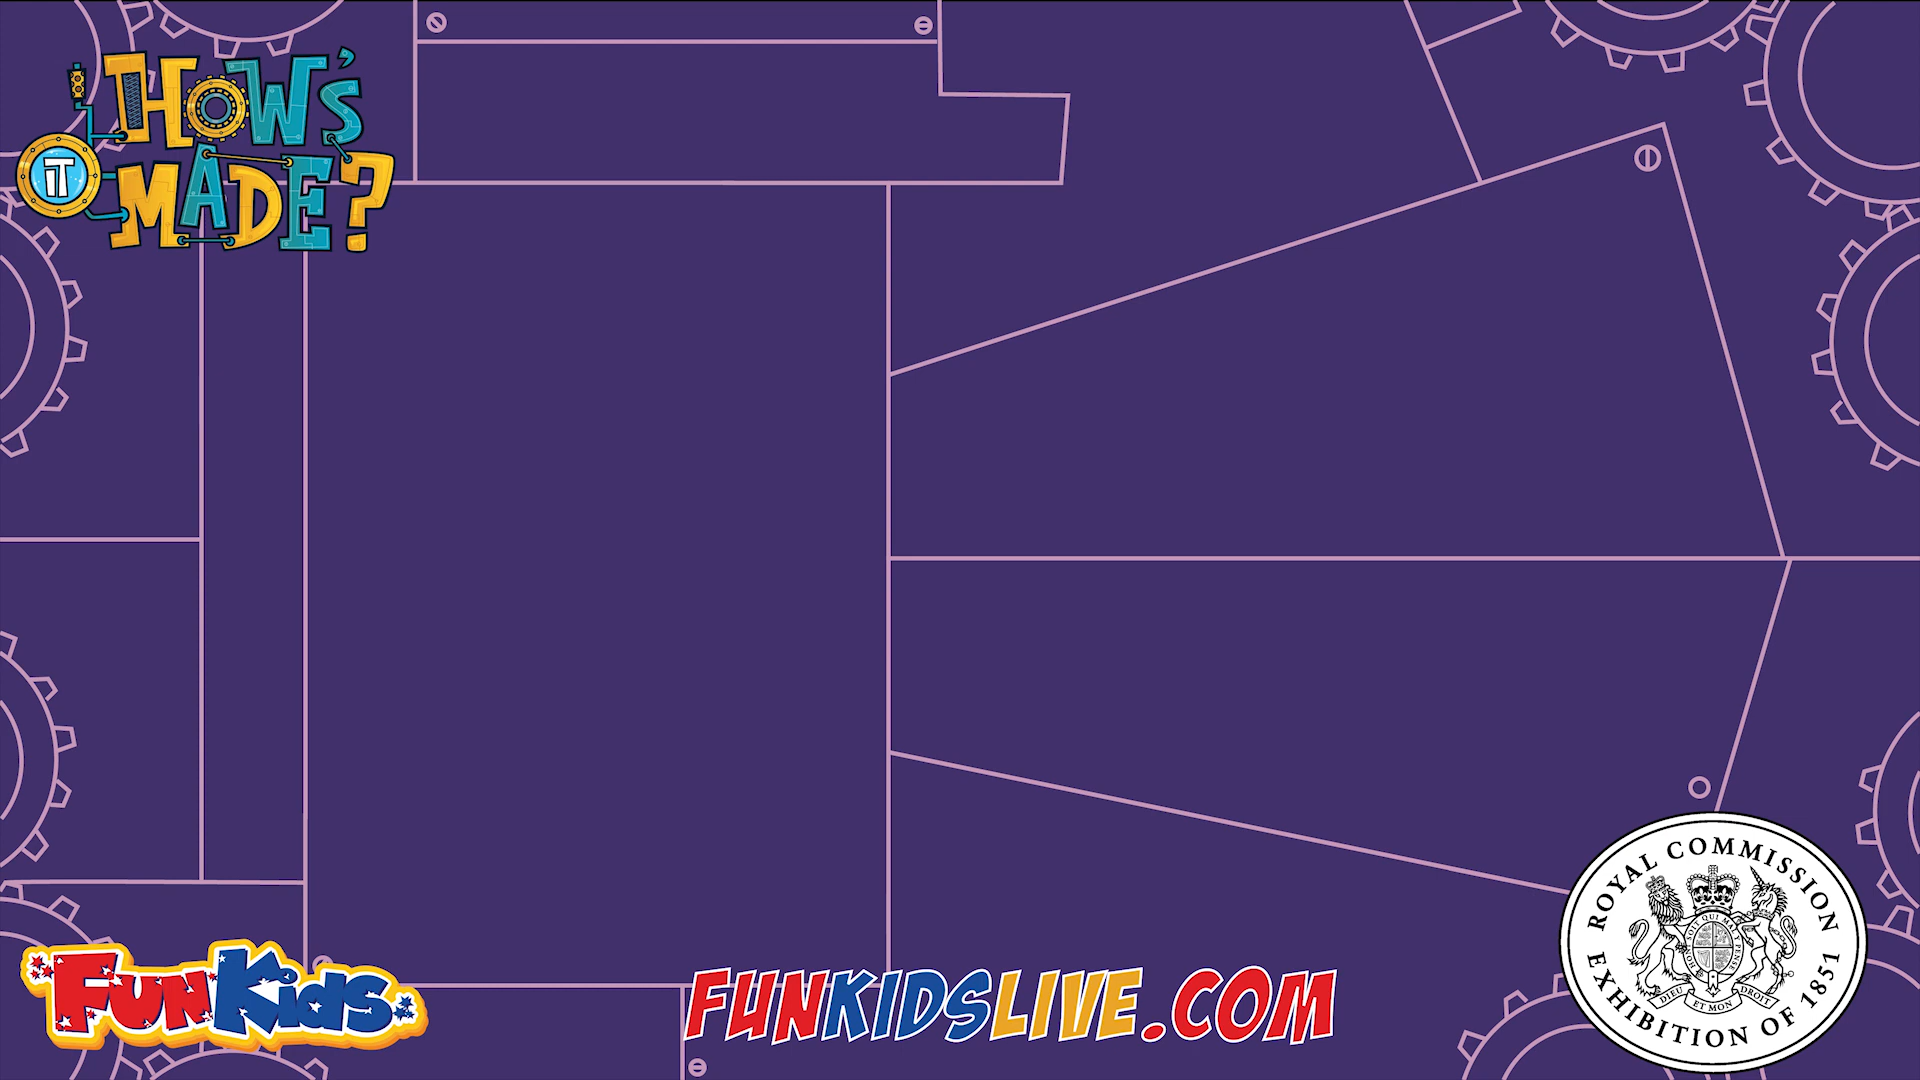 HOW'S
IT
MADE?
FUNKIDS
FUNKIDSLIVE.COM
ROYAL COMMISSION
EXHIBITION OF 1851
DIEU ET MON DROIT